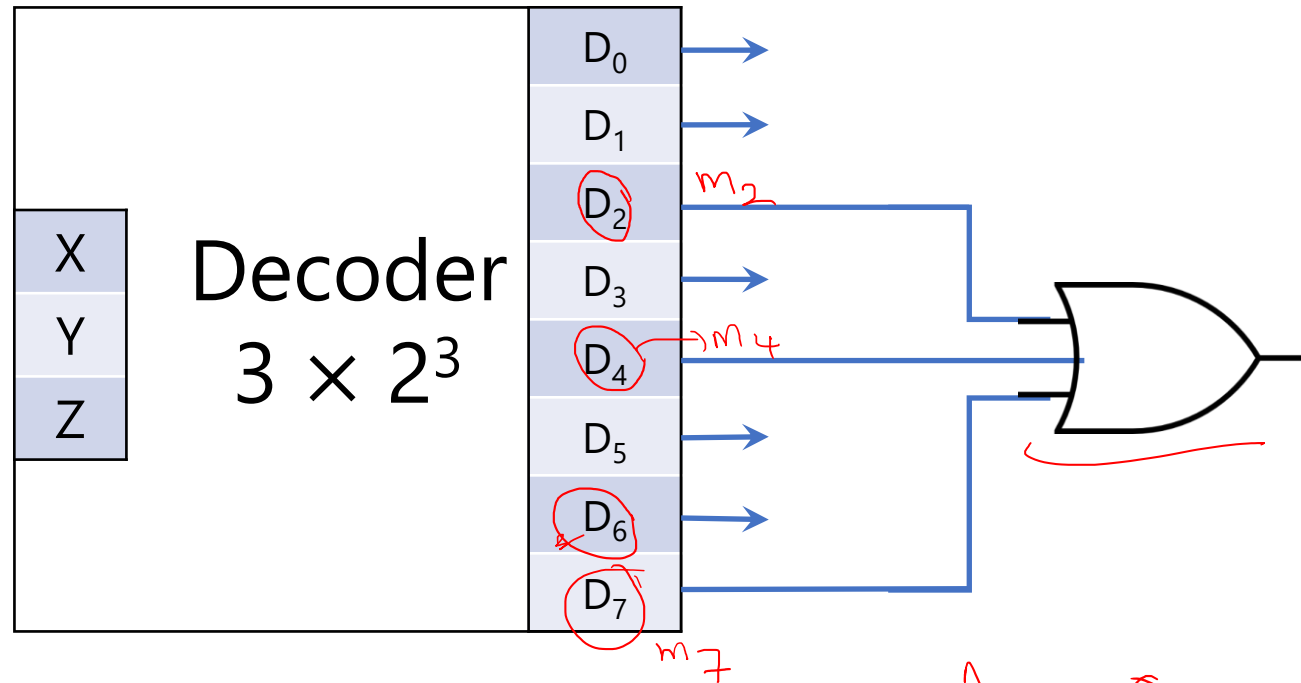 D₀
D₁
D₂ m₂
X
Y
Z
Decoder
3 × 2³
D₃
D₄ m₄
D₅
D₆
D₇
m₇